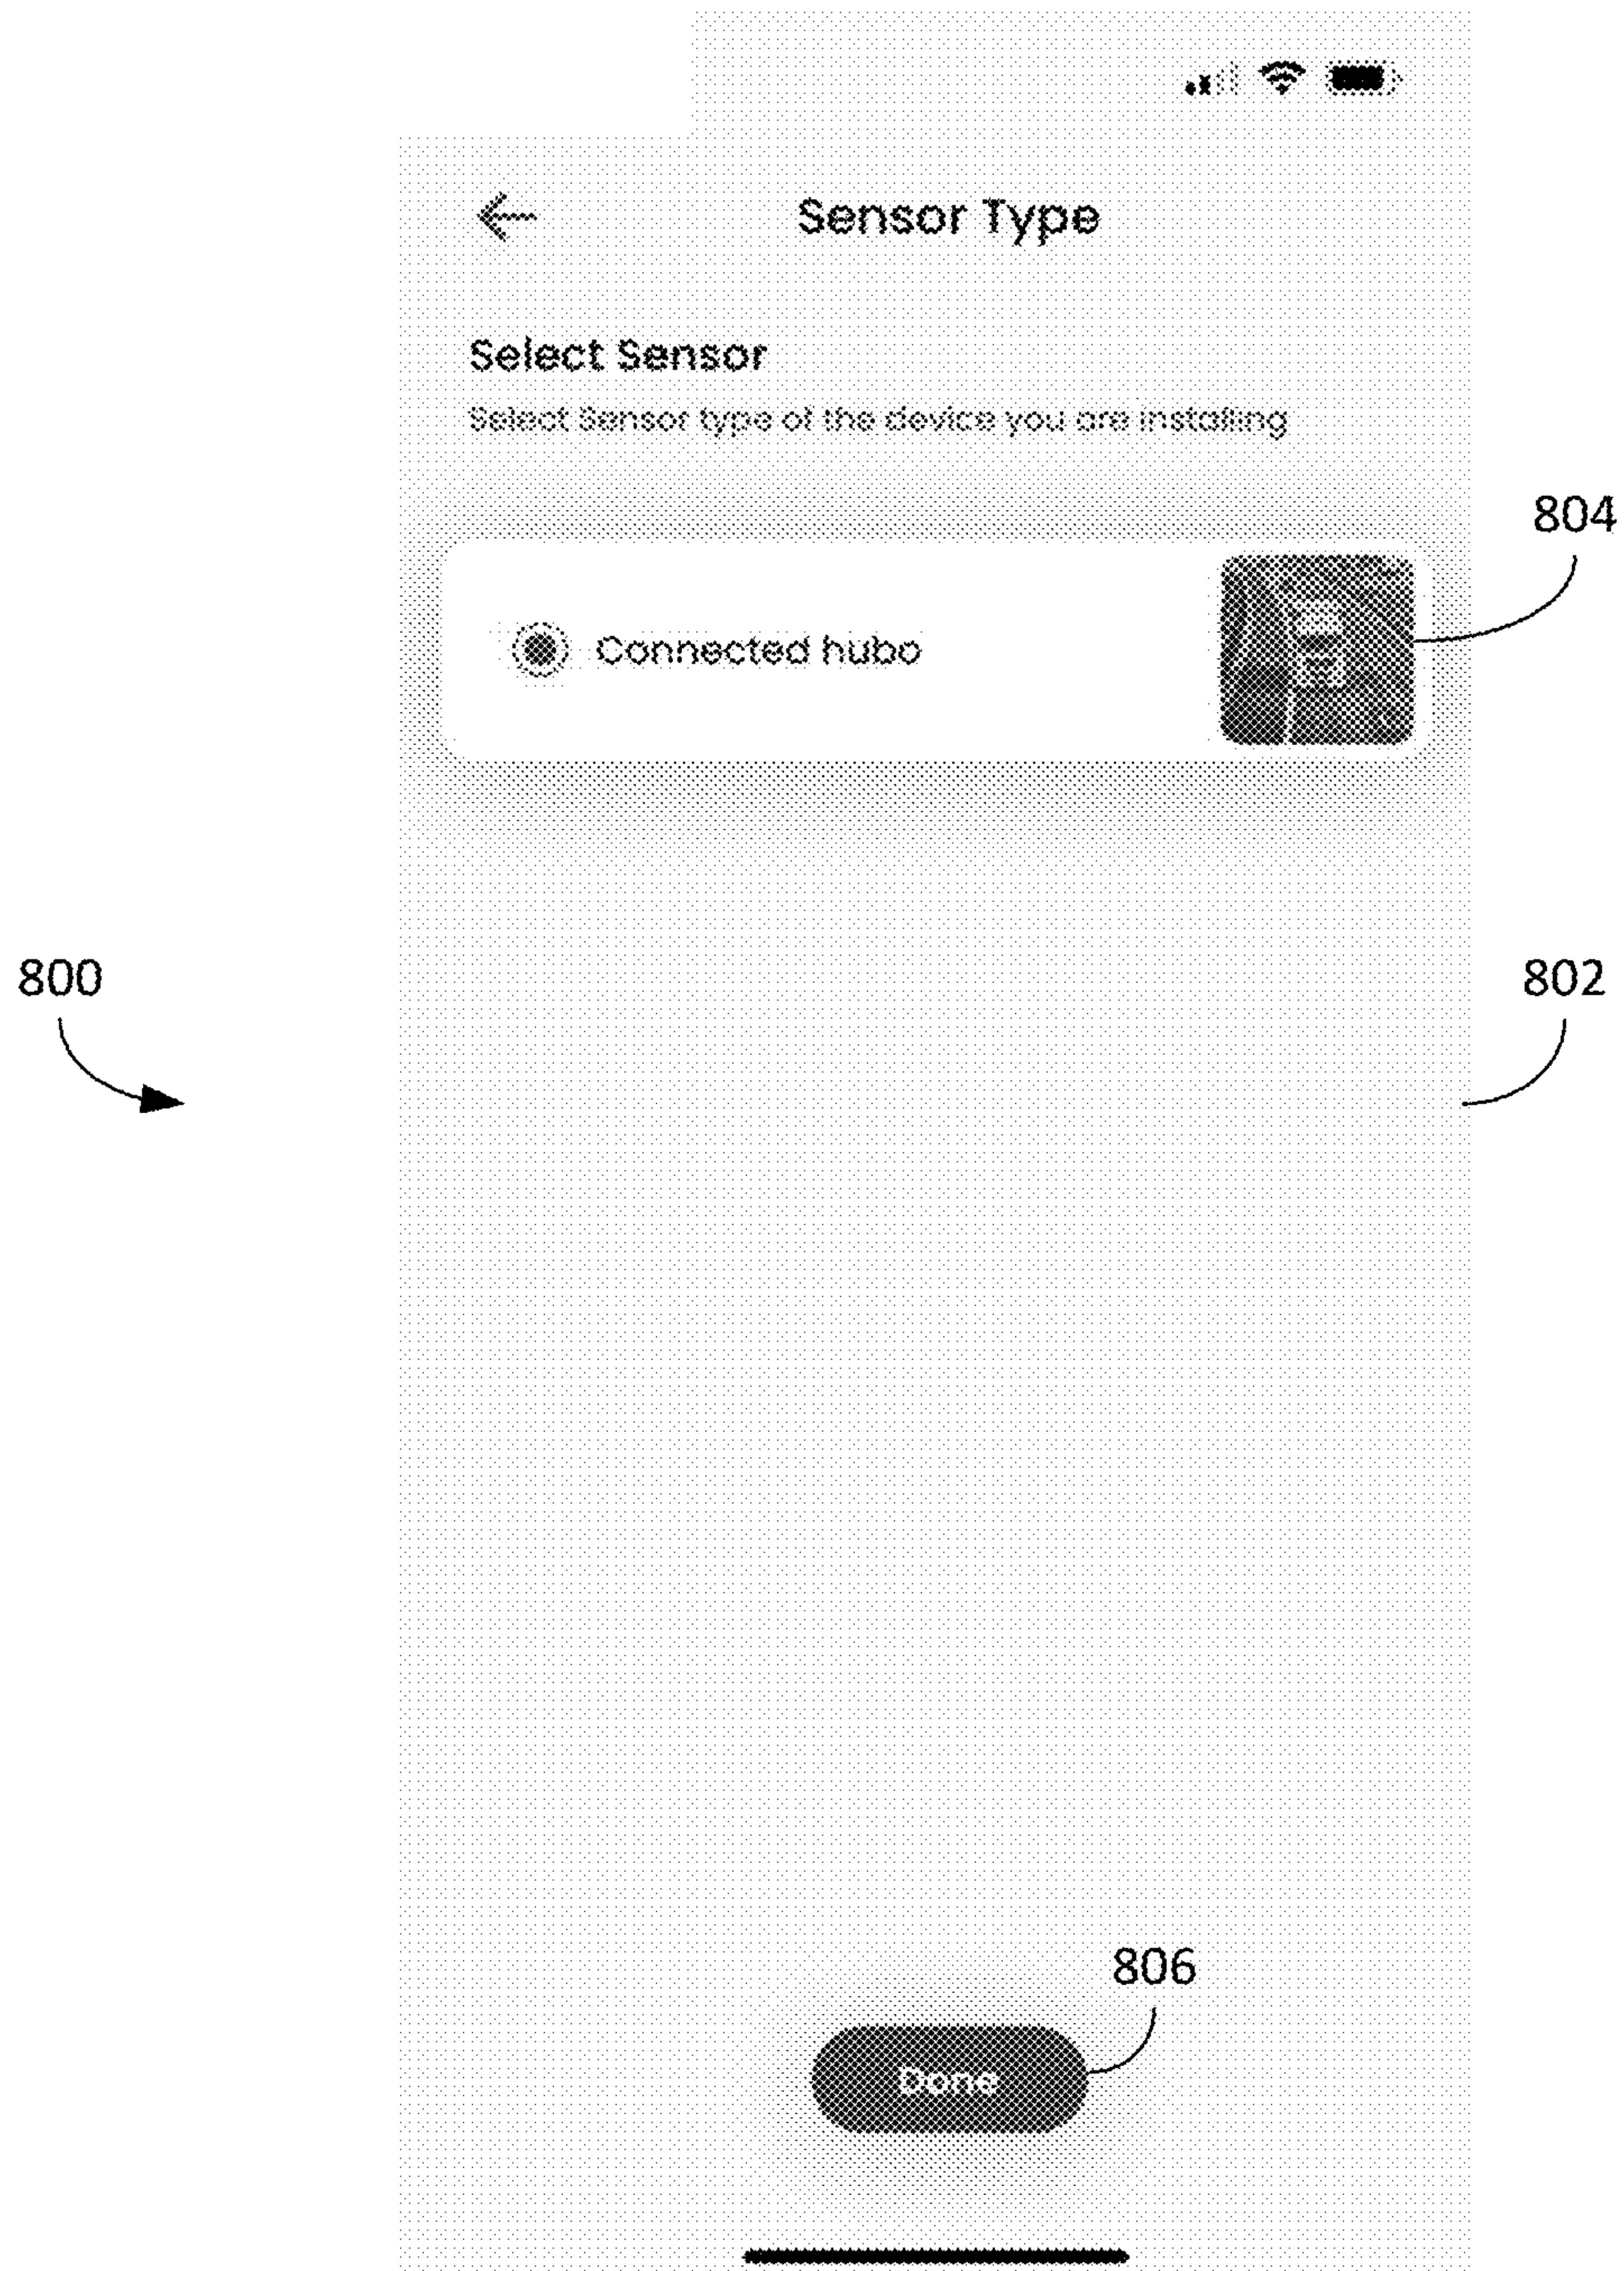 Sensor Type
Select Sensor
Select Sensor type of the device you are installing
804
Connected hubo
800
802
806
Done